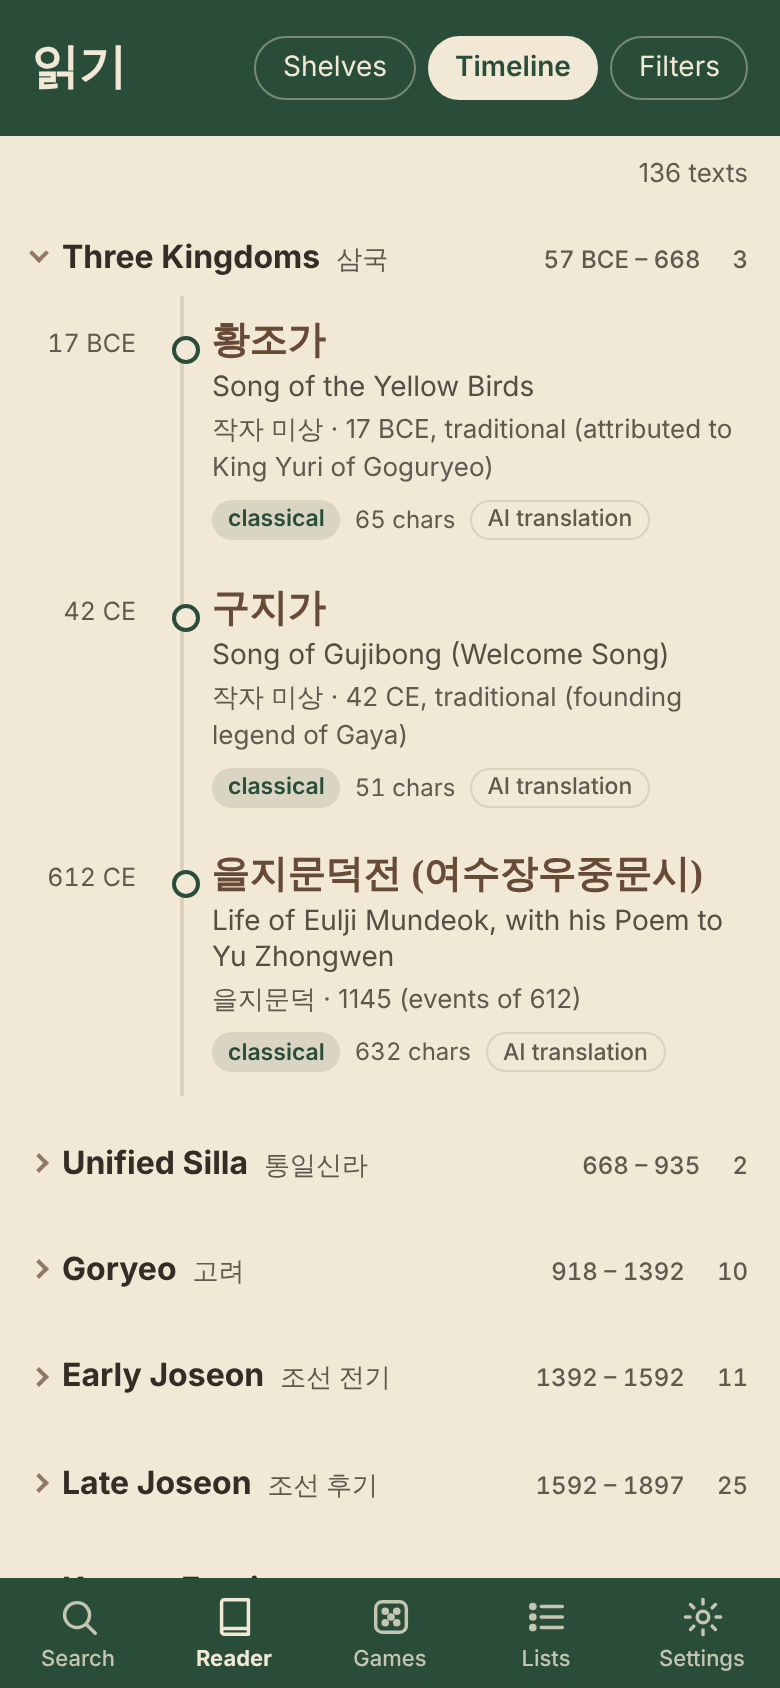 읽기
Shelves
Timeline
Filters
136 texts
Three Kingdoms 삼국 57 BCE – 668 3
17 BCE
황조가
Song of the Yellow Birds
작자 미상 · 17 BCE, traditional (attributed to
King Yuri of Goguryeo)
classical 65 chars AI translation
42 CE
구지가
Song of Gujibong (Welcome Song)
작자 미상 · 42 CE, traditional (founding
legend of Gaya)
classical 51 chars AI translation
612 CE
을지문덕전 (여수장우중문시)
Life of Eulji Mundeok, with his Poem to
Yu Zhongwen
을지문덕 · 1145 (events of 612)
classical 632 chars AI translation
Unified Silla 통일신라 668 – 935 2
Goryeo 고려 918 – 1392 10
Early Joseon 조선 전기 1392 – 1592 11
Late Joseon 조선 후기 1592 – 1897 25
Search
Reader
Games
Lists
Settings